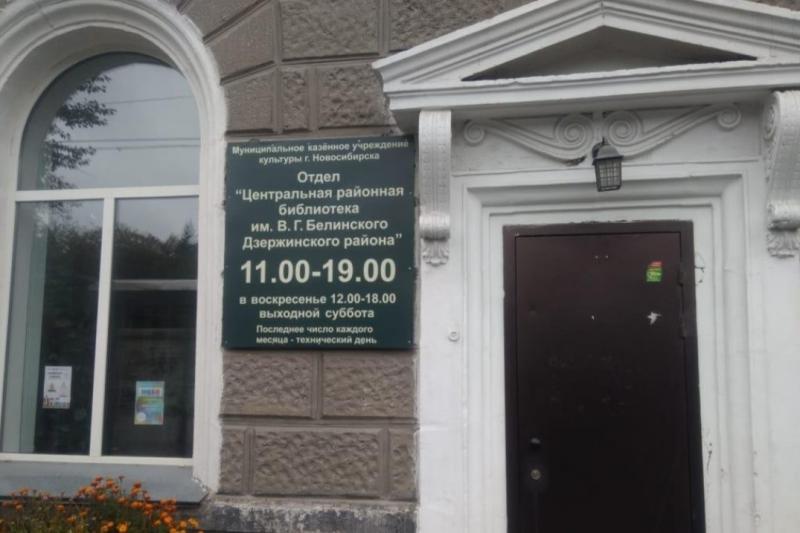 Муниципальное казённое учреждение
культуры г. Новосибирска
Отдел
"Центральная районная
библиотека
им. В. Г. Белинского
Дзержинского района"
11.00-19.00
в воскресенье 12.00-18.00
выходной суббота
Последнее число каждого
месяца - технический день